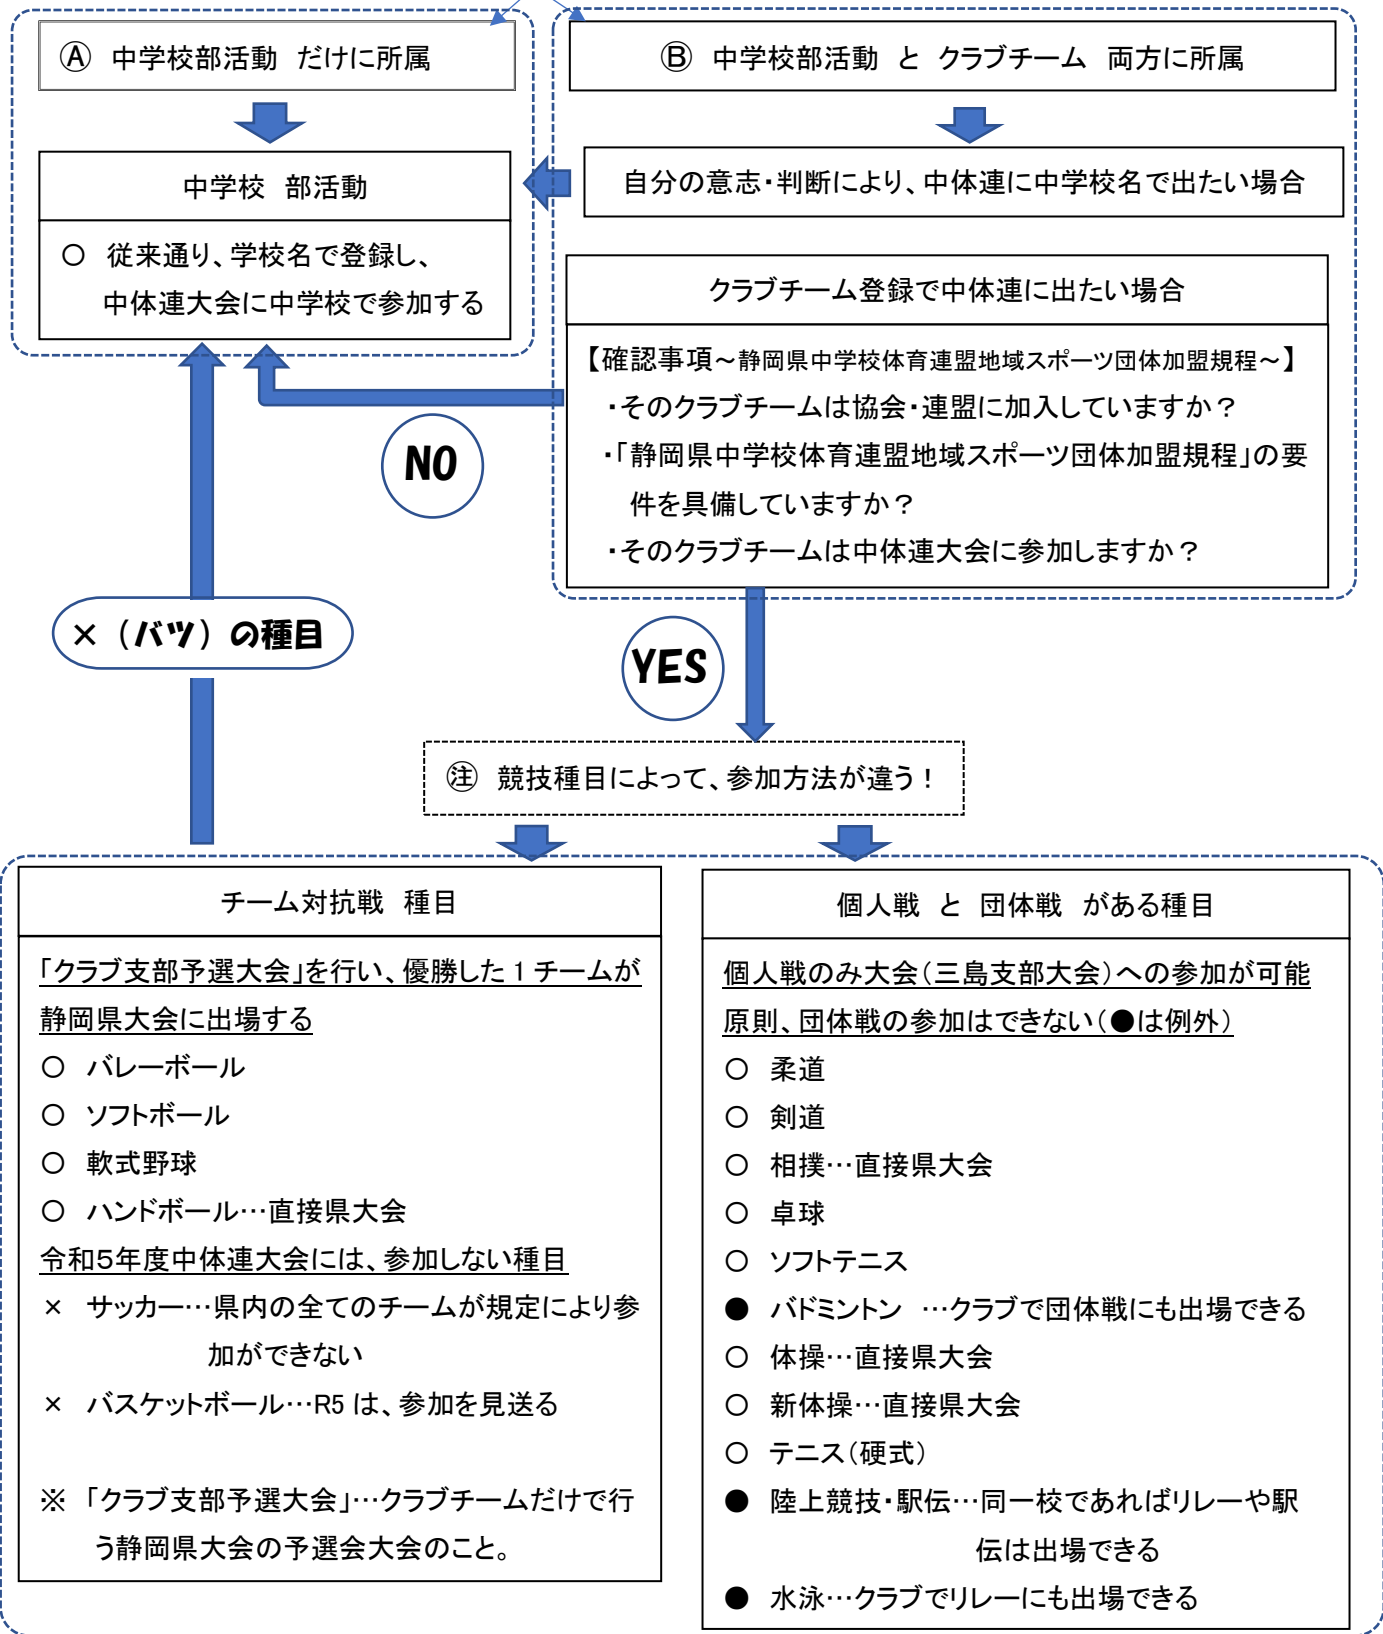 Ⓐ 中学校部活動 だけに所属
Ⓑ 中学校部活動 と クラブチーム 両方に所属
中学校 部活動
○ 従来通り、学校名で登録し、
中体連大会に中学校で参加する
自分の意志・判断により、中体連に中学校名で出たい場合
クラブチーム登録で中体連に出たい場合
【確認事項～静岡県中学校体育連盟地域スポーツ団体加盟規程～】
・そのクラブチームは協会・連盟に加入していますか？
・「静岡県中学校体育連盟地域スポーツ団体加盟規程」の要
件を具備していますか？
・そのクラブチームは中体連大会に参加しますか？
NO
×（バツ）の種目
YES
㊟ 競技種目によって、参加方法が違う！
チーム対抗戦 種目
「クラブ支部予選大会」を行い、優勝した1チームが
静岡県大会に出場する
○ バレーボール
○ ソフトボール
○ 軟式野球
○ ハンドボール…直接県大会
令和５年度中体連大会には、参加しない種目
× サッカー…県内の全てのチームが規定により参
加ができない
× バスケットボール…R5は、参加を見送る
※ 「クラブ支部予選大会」…クラブチームだけで行
う静岡県大会の予選会大会のこと。
個人戦 と 団体戦 がある種目
個人戦のみ大会（三島支部大会）への参加が可能
原則、団体戦の参加はできない（●は例外）
○ 柔道
○ 剣道
○ 相撲…直接県大会
○ 卓球
○ ソフトテニス
● バドミントン …クラブで団体戦にも出場できる
○ 体操…直接県大会
○ 新体操…直接県大会
○ テニス（硬式）
● 陸上競技・駅伝…同一校であればリレーや駅
伝は出場できる
● 水泳…クラブでリレーにも出場できる